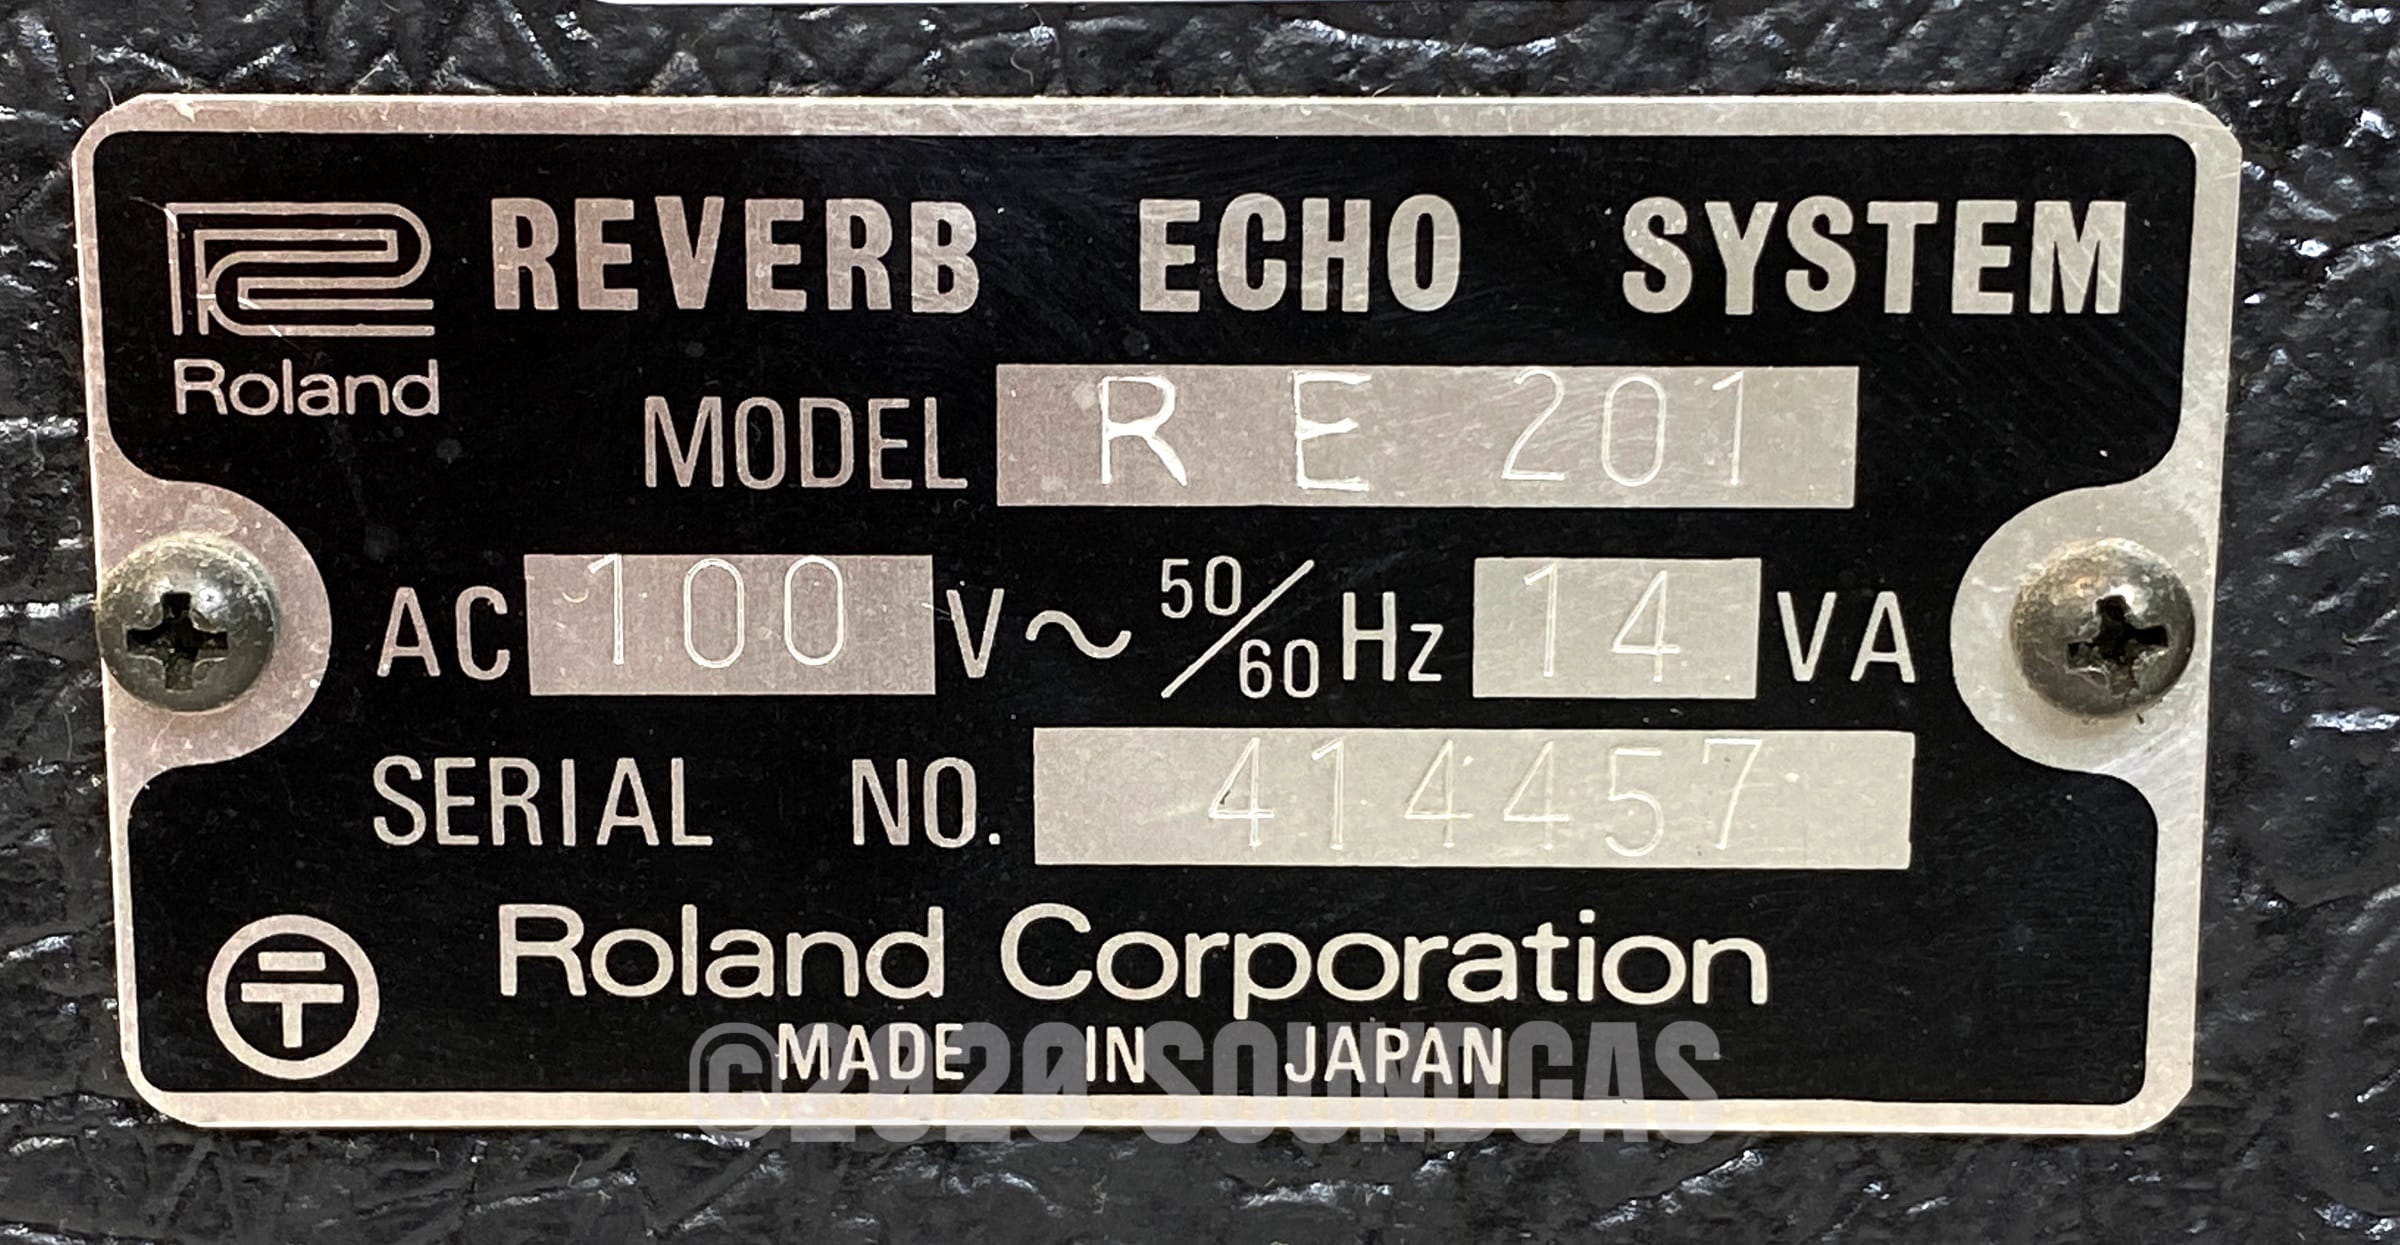 REVERB ECHO SYSTEM
Roland
MODEL RE 201
AC 100 V ~ 50/60 Hz 14 VA
SERIAL NO. 414457
Roland Corporation
MADE IN JAPAN
©2020 SOUNDGAS